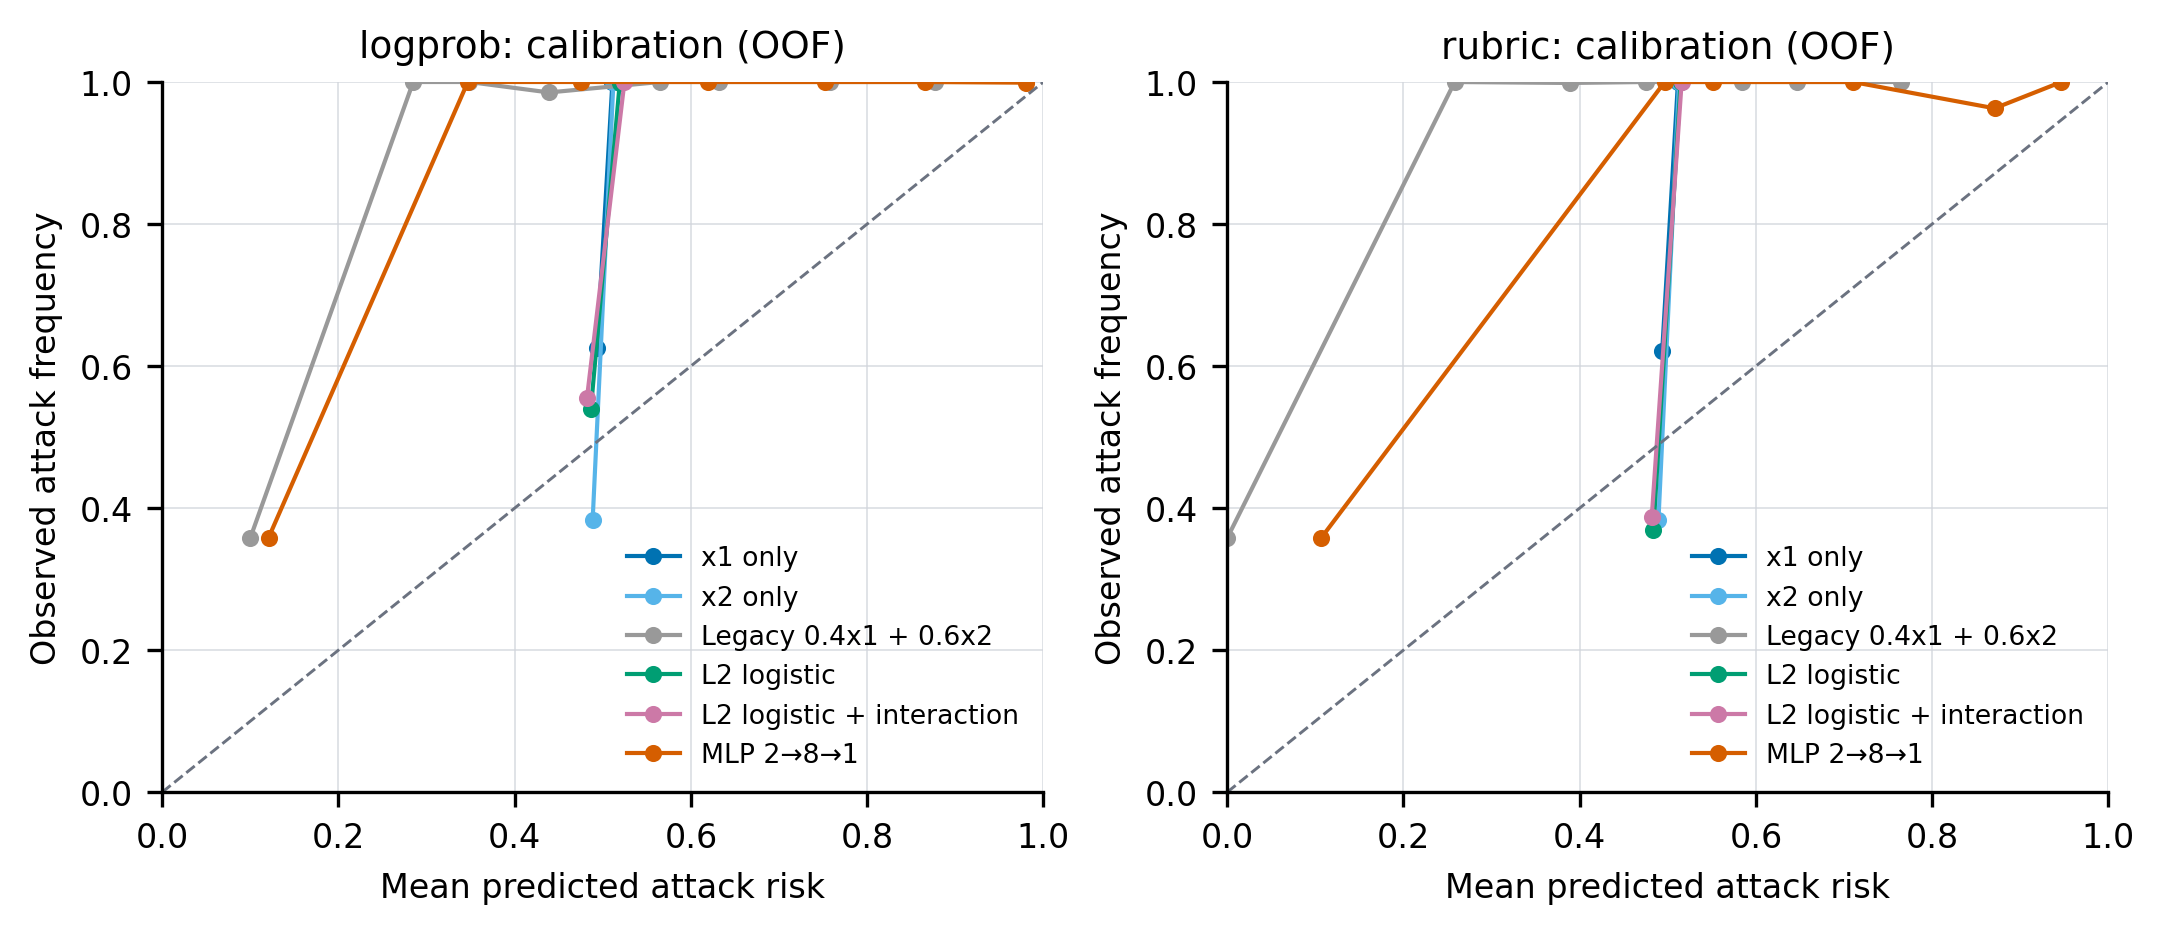 logprob: calibration (OOF)
1.0
0.8
0.6
0.4
0.2
0.0
Observed attack frequency
x1 only
x2 only
Legacy 0.4x1 + 0.6x2
L2 logistic
L2 logistic + interaction
MLP 2→8→1
0.0 0.2 0.4 0.6 0.8 1.0
Mean predicted attack risk
rubric: calibration (OOF)
1.0
0.8
0.6
0.4
0.2
0.0
Observed attack frequency
x1 only
x2 only
Legacy 0.4x1 + 0.6x2
L2 logistic
L2 logistic + interaction
MLP 2→8→1
0.0 0.2 0.4 0.6 0.8 1.0
Mean predicted attack risk